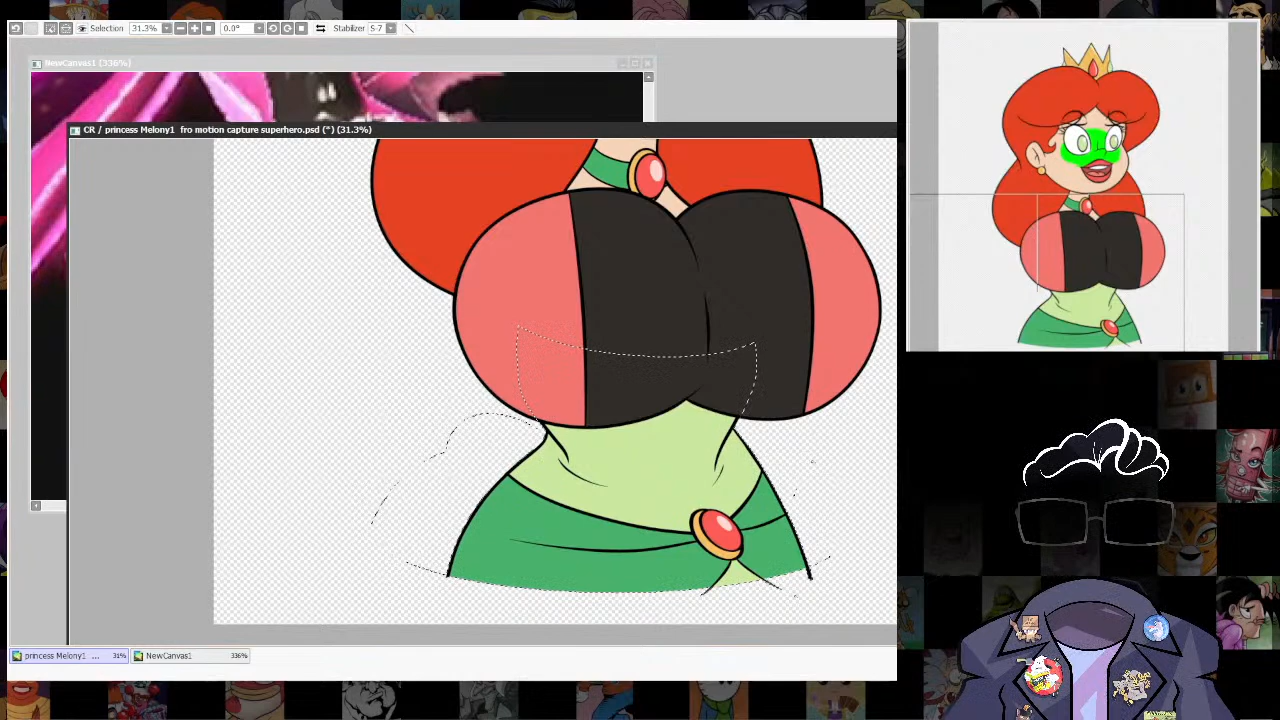 Selection 31.3% 0.0° Stabilizer S-7
NewCanvas1 (336%)
CR / princess Melony1 fro motion capture superhero.psd (*) (31.3%)
princess Melony1 ... 31% NewCanvas1 336%